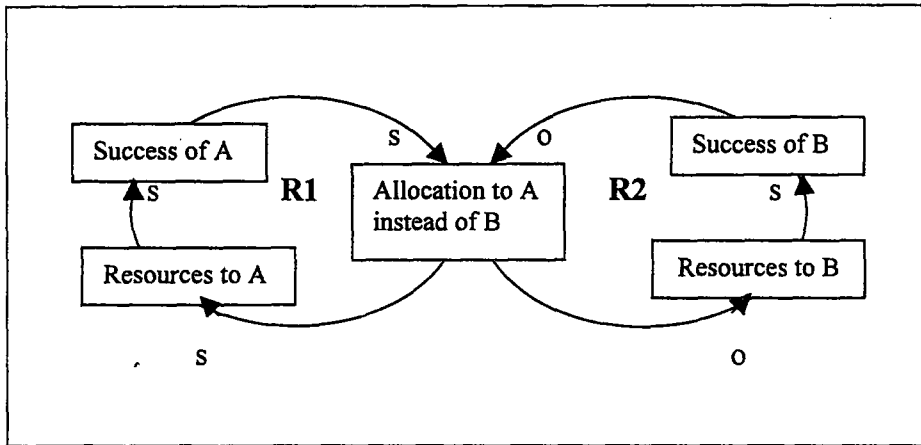 s
o
Success of A
Success of B
s
R1
Allocation to A
instead of B
R2
s
Resources to A
Resources to B
s
o